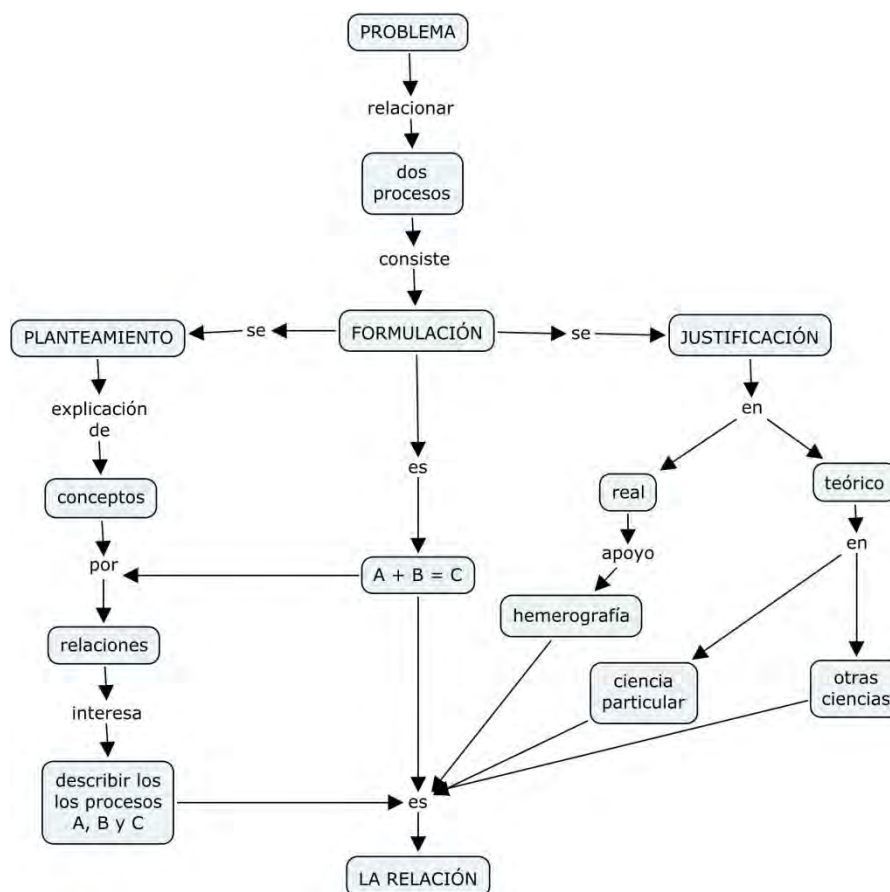 PROBLEMA
relacionar
dos
procesos
consiste
PLANTEAMIENTO
se
FORMULACIÓN
se
JUSTIFICACIÓN
explicación
de
en
es
real
teórico
conceptos
apoyo
en
por
A + B = C
hemerografía
relaciones
ciencia
particular
otras
ciencias
interesa
describir los
los procesos
A, B y C
es
LA RELACIÓN